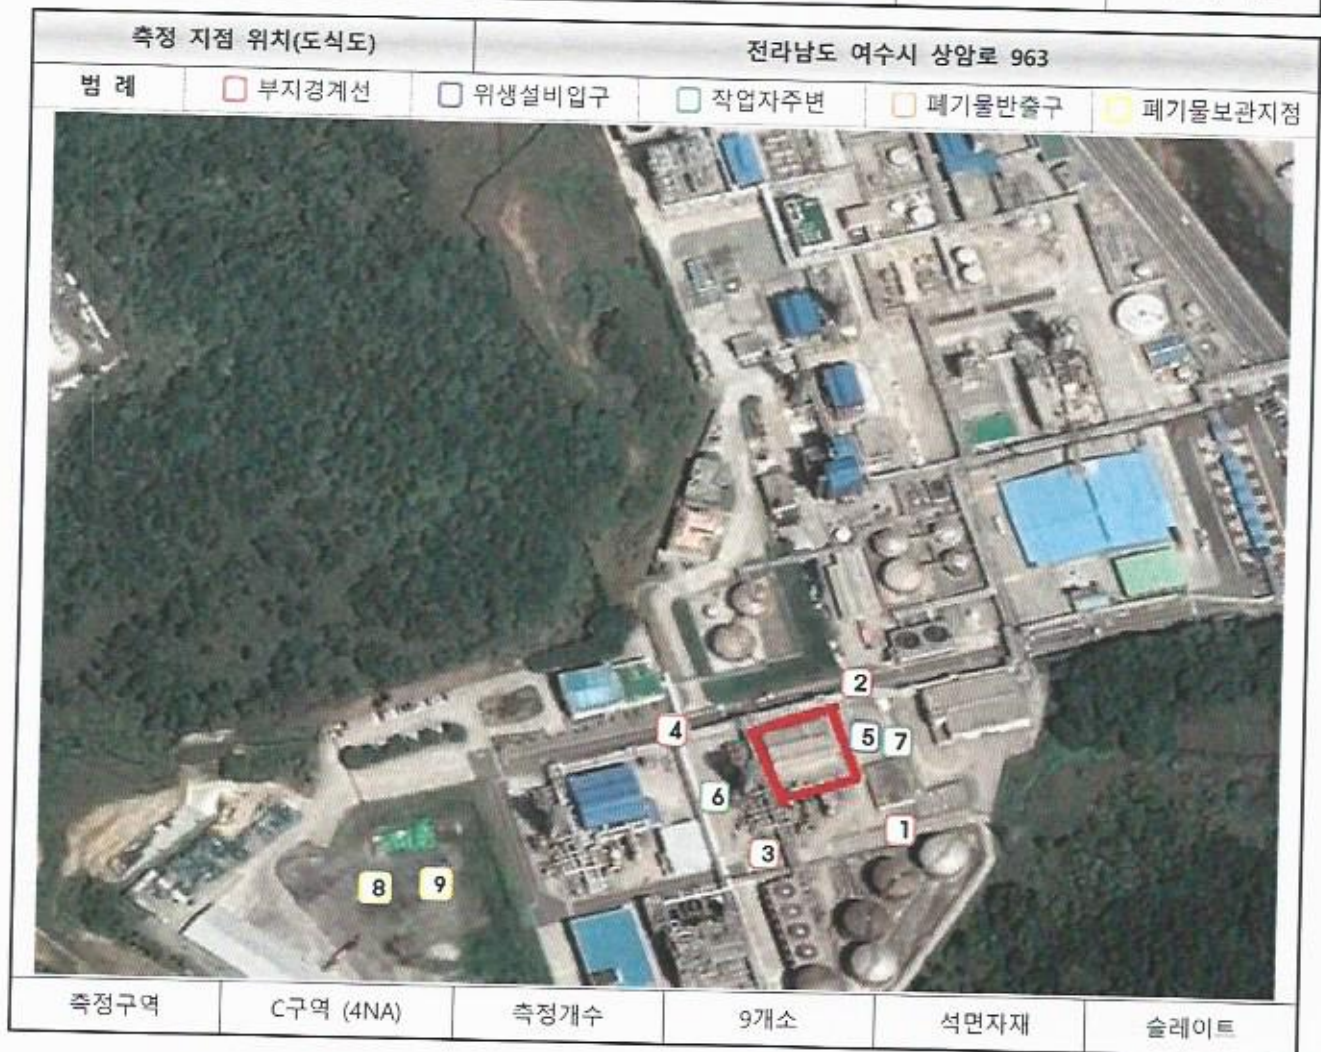 측정 지점 위치(도식도) 전라남도 여수시 상암로 963
범 례 부지경계선 위생설비입구 작업자주변 폐기물반출구 폐기물보관지점
2
4
5 7
6
1
3
8 9
측정구역 C구역 (4NA) 측정개수 9개소 석면자재 슬레이트